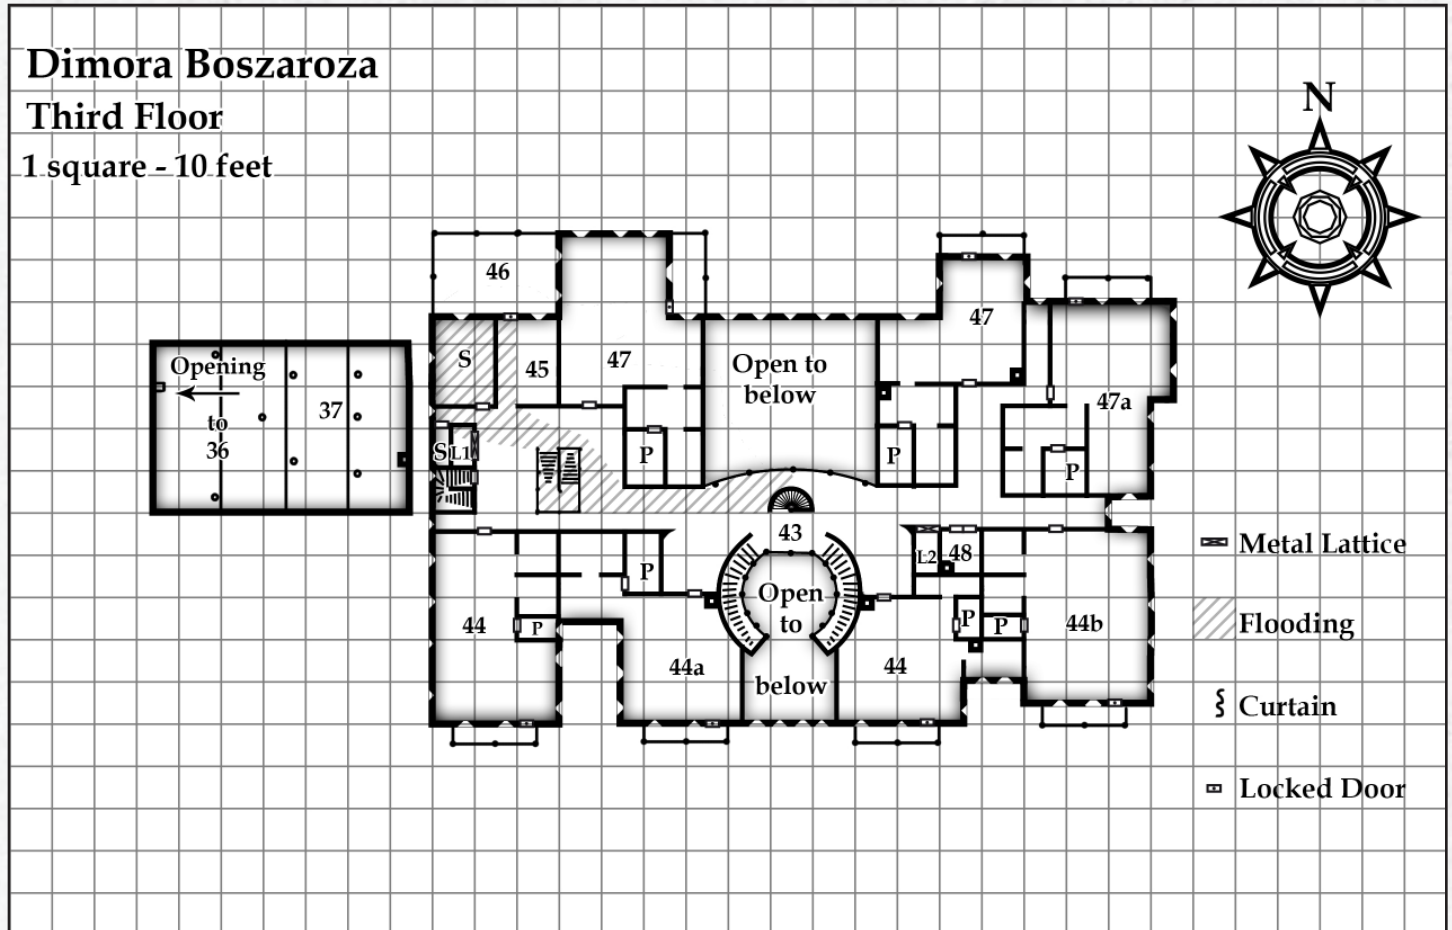 Dimora Boszaroza
Third Floor
1 square - 10 feet
N
46
47
S
45
47
Open to
below
47a
Opening
to
36
37
S
L1
P
P
P
43
L2
48
P
Open
to
below
44
P
44a
44
P
P
44b
Metal Lattice
Flooding
Curtain
Locked Door